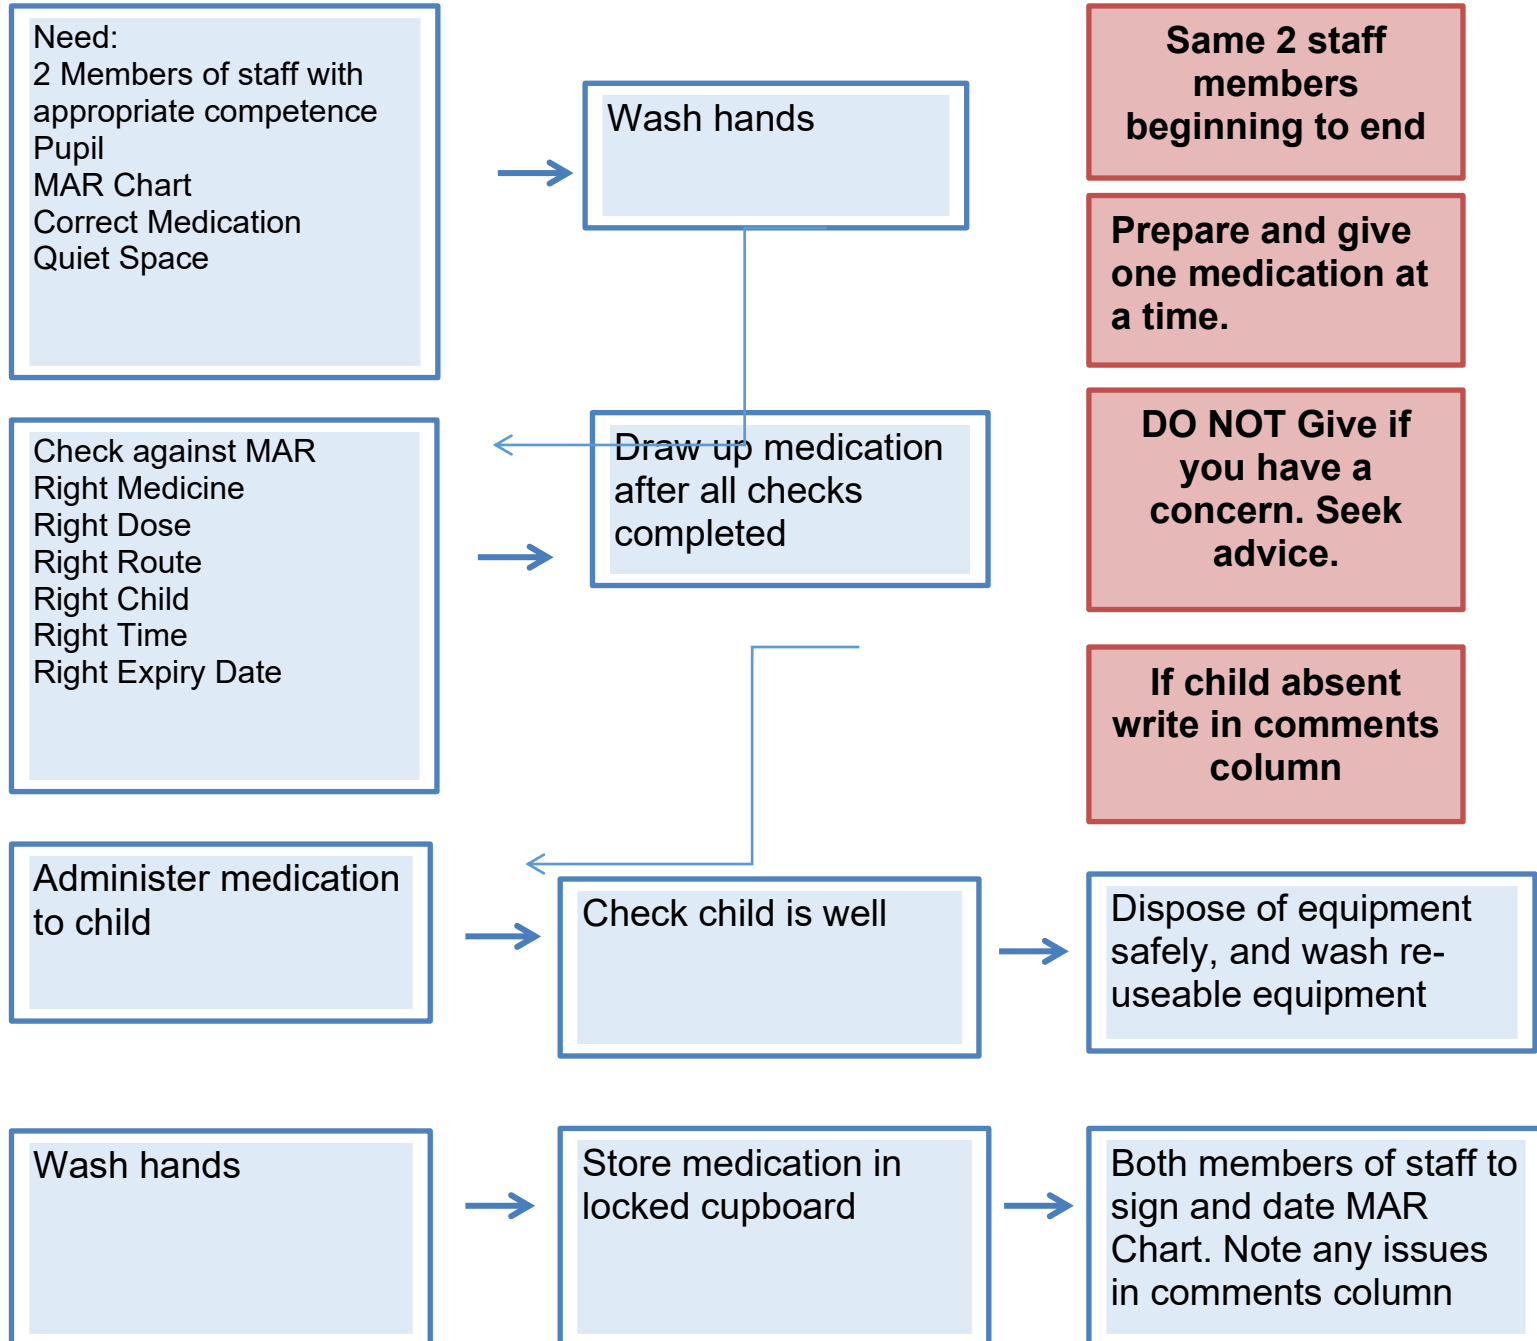 Need:
2 Members of staff with
appropriate competence
Pupil
MAR Chart
Correct Medication
Quiet Space
Wash hands
Same 2 staff
members
beginning to end
Prepare and give
one medication at
a time.
Check against MAR
Right Medicine
Right Dose
Right Route
Right Child
Right Time
Right Expiry Date
Draw up medication
after all checks
completed
DO NOT Give if
you have a
concern. Seek
advice.
If child absent
write in comments
column
Administer medication
to child
Check child is well
Dispose of equipment
safely, and wash re-
useable equipment
Wash hands
Store medication in
locked cupboard
Both members of staff to
sign and date MAR
Chart. Note any issues
in comments column